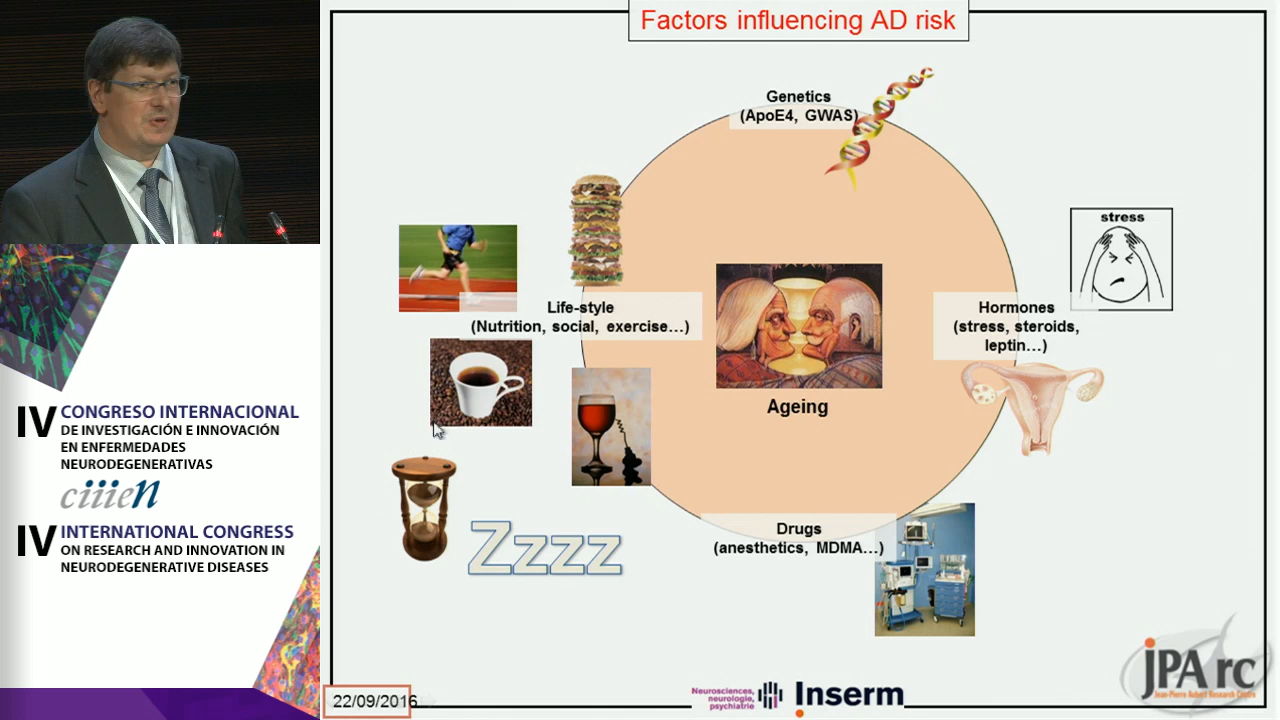 Factors influencing AD risk
Genetics
(ApoE4, GWAS)
stress
Life-style
(Nutrition, social, exercise...)
Hormones
(stress, steroids,
leptin...)
Ageing
Drugs
(anesthetics, MDMA...)
Zzzz
IV CONGRESO INTERNACIONAL
DE INVESTIGACIÓN E INNOVACIÓN
EN ENFERMEDADES
NEURODEGENERATIVAS
ciiieN
IV INTERNATIONAL CONGRESS
ON RESEARCH AND INNOVATION IN
NEURODEGENERATIVE DISEASES
22/09/2016
Neurosciences,
neurologie,
psychiatrie
Inserm
JPArc
Jean-Pierre Aubert Research Centre